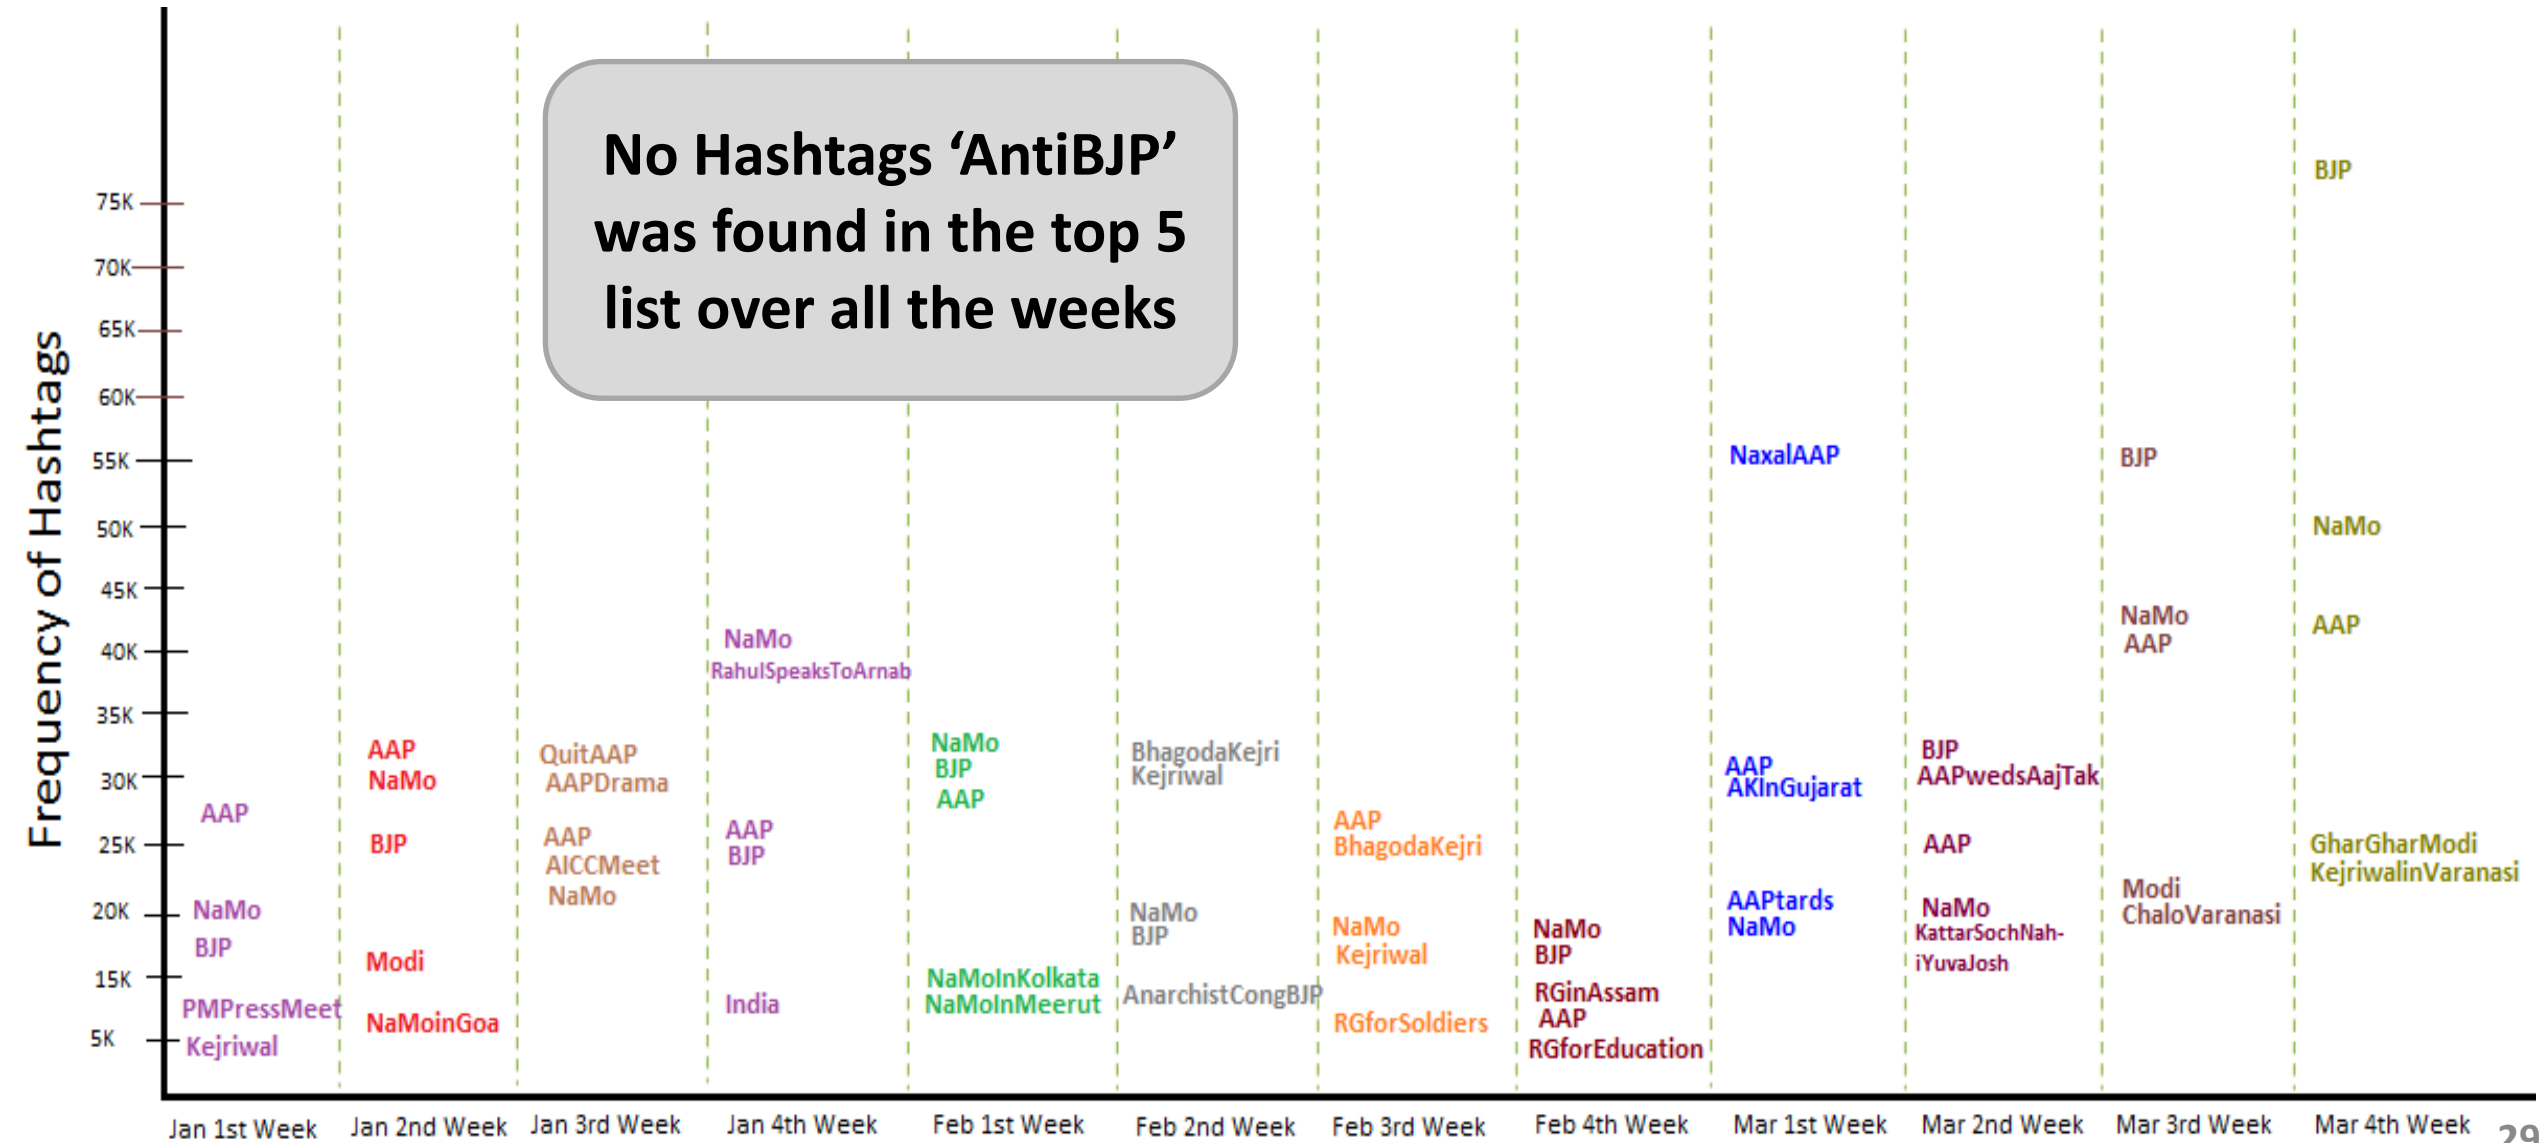 No Hashtags ‘AntiBJP’
was found in the top 5
list over all the weeks
Frequency of Hashtags
75K
70K
65K
60K
55K
50K
45K
40K
35K
30K
25K
20K
15K
5K
AAP
NaMo
BJP
PMPressMeet
Kejriwal
AAP
NaMo
BJP
Modi
NaMoinGoa
QuitAAP
AAPDrama
AAP
AICCMeet
NaMo
NaMo
RahulSpeaksToArnab
AAP
BJP
India
NaMo
BJP
AAP
NaMoInKolkata
NaMoInMeerut
BhagodaKejri
Kejriwal
NaMo
BJP
AnarchistCongBJP
AAP
BhagodaKejri
NaMo
Kejriwal
RGforSoldiers
NaMo
BJP
RGinAssam
AAP
RGforEducation
NaxalAAP
AAP
AKInGujarat
AAPtards
NaMo
BJP
AAPwedsAajTak
AAP
NaMo
KattarSochNah-
iYuvaJosh
BJP
NaMo
AAP
Modi
ChaloVaranasi
BJP
NaMo
AAP
GharGharModi
KejriwalinVaranasi
Jan 1st Week
Jan 2nd Week
Jan 3rd Week
Jan 4th Week
Feb 1st Week
Feb 2nd Week
Feb 3rd Week
Feb 4th Week
Mar 1st Week
Mar 2nd Week
Mar 3rd Week
Mar 4th Week
29